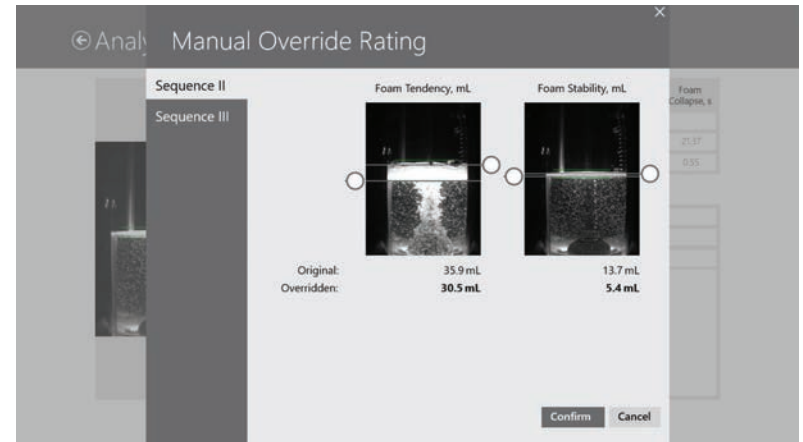 Analy
Manual Override Rating
Sequence II
Sequence III
Foam Tendency, mL
Foam Stability, mL
Original: 35.9 mL 13.7 mL
Overridden: 30.5 mL 5.4 mL
Foam
Collapse, s
21.37
0.55
Confirm Cancel